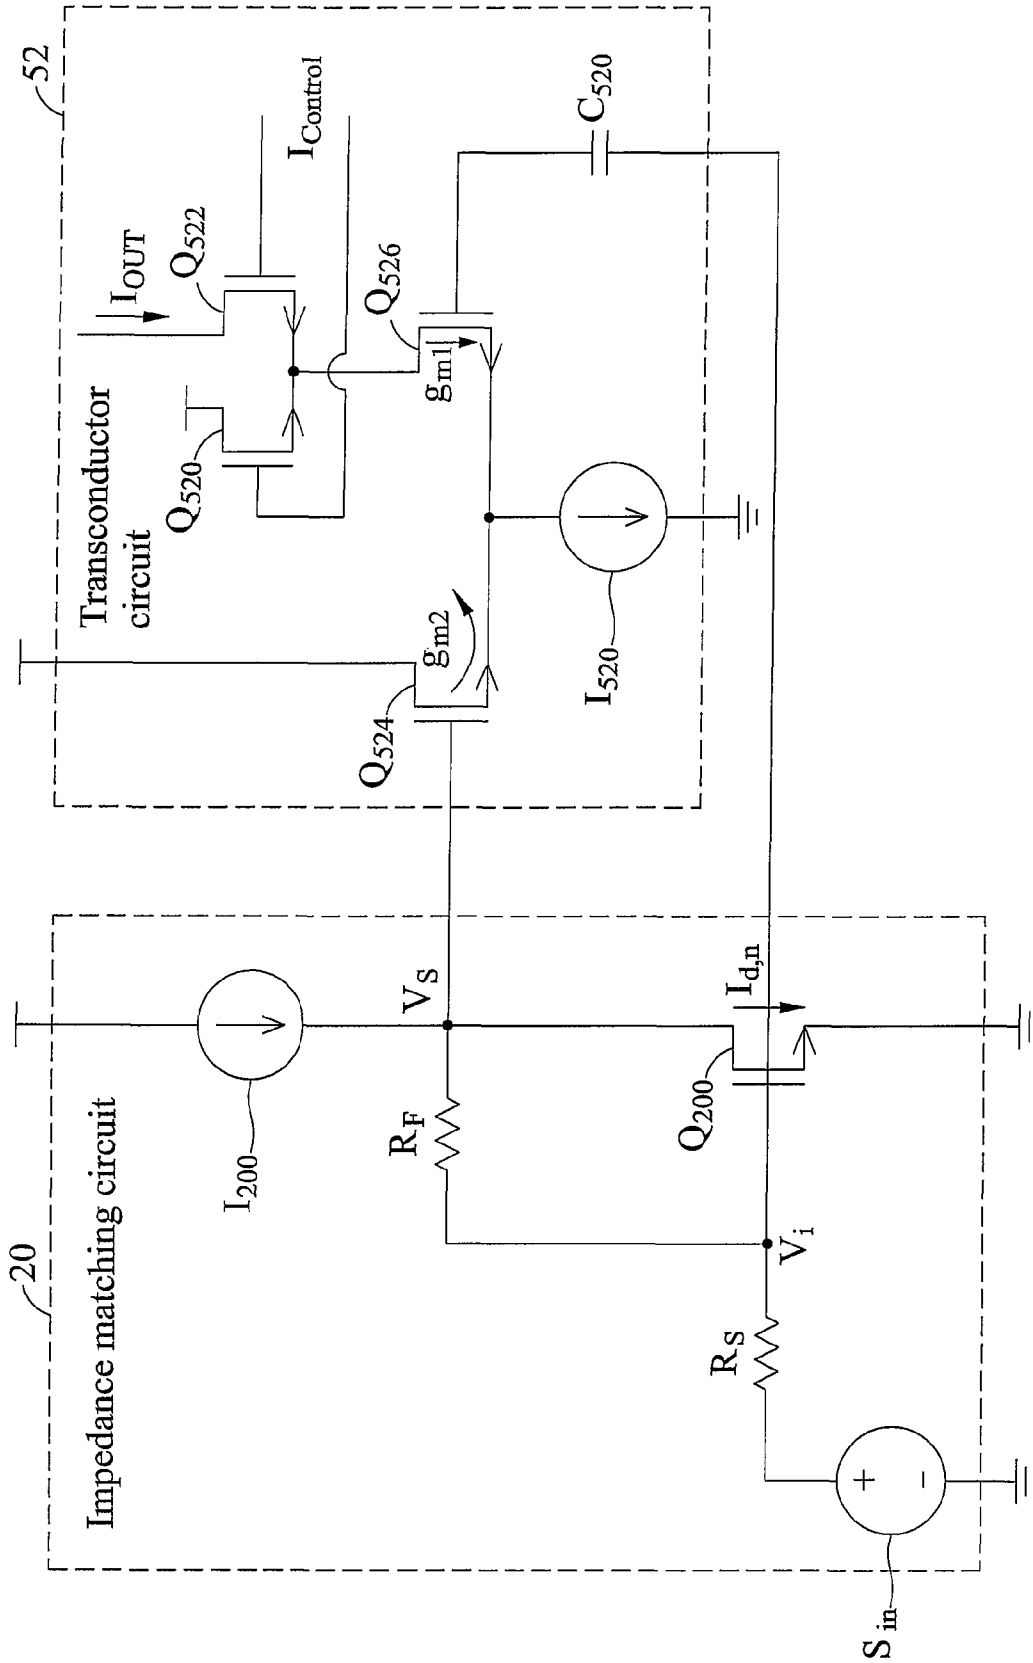 52
Transconductor
circuit
I_OUT
Q_522
Q_520
I_Control
Q_526
g_m1
Q_524
g_m2
C_520
I_520
20
Impedance matching circuit
I_200
V_S
R_F
I_d,n
Q_200
V_i
R_S
+
-
S_in